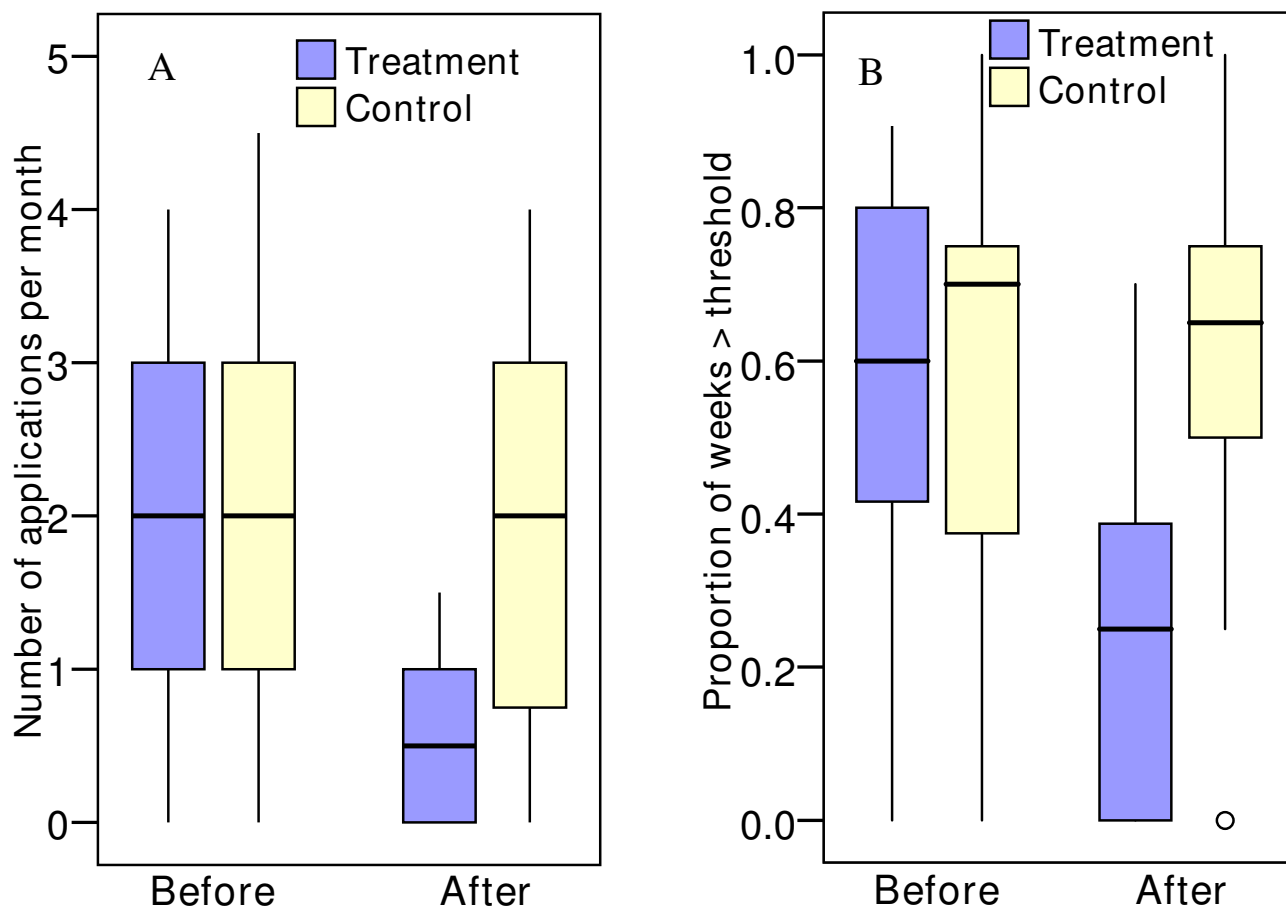 A
Treatment
Control
Number of applications per month
5
4
3
2
1
0
Before
After
B
Treatment
Control
Proportion of weeks > threshold
1.0
0.8
0.6
0.4
0.2
0.0
Before
After